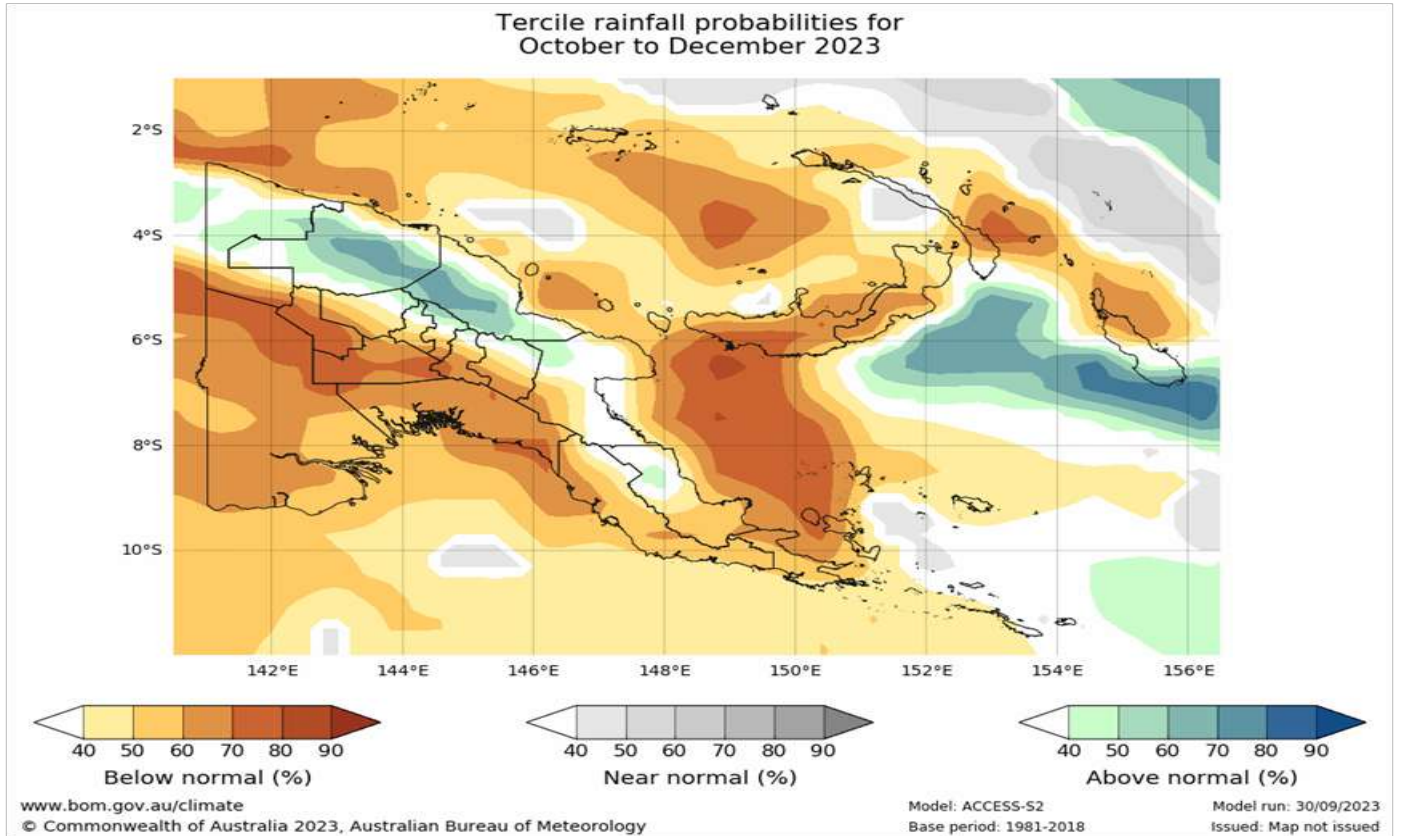 Tercile rainfall probabilities for
October to December 2023
2°S
4°S
6°S
8°S
10°S
142°E 144°E 146°E 148°E 150°E 152°E 154°E 156°E
40 50 60 70 80 90
Below normal (%)
40 50 60 70 80 90
Near normal (%)
40 50 60 70 80 90
Above normal (%)
www.bom.gov.au/climate
© Commonwealth of Australia 2023, Australian Bureau of Meteorology
Model: ACCESS-S2
Base period: 1981-2018
Model run: 30/09/2023
Issued: Map not issued